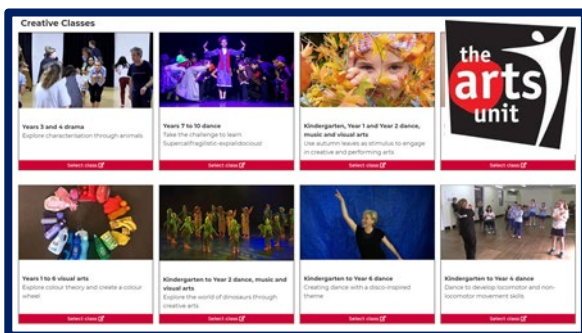 Creative Classes
the
arts
unit
Years 3 and 4 drama
Explore characterisation through animals
Select class
Years 7 to 10 dance
Take the challenge to learn
Supercalifragilistic-expialidocious!
Select class
Kindergarten, Year 1 and Year 2 dance,
music and visual arts
Use autumn leaves as stimulus to engage
in creative and performing arts
Select class
Select class
Years 1 to 6 visual arts
Explore colour theory and create a colour
wheel
Select class
Kindergarten to Year 2 dance, music and
visual arts
Explore the world of dinosaurs through
creative arts
Select class
Kindergarten to Year 6 dance
Creating dance with a disco-inspired
theme
Select class
Kindergarten to Year 4 dance
Dance to develop locomotor and non-
locomotor movement skills
Select class